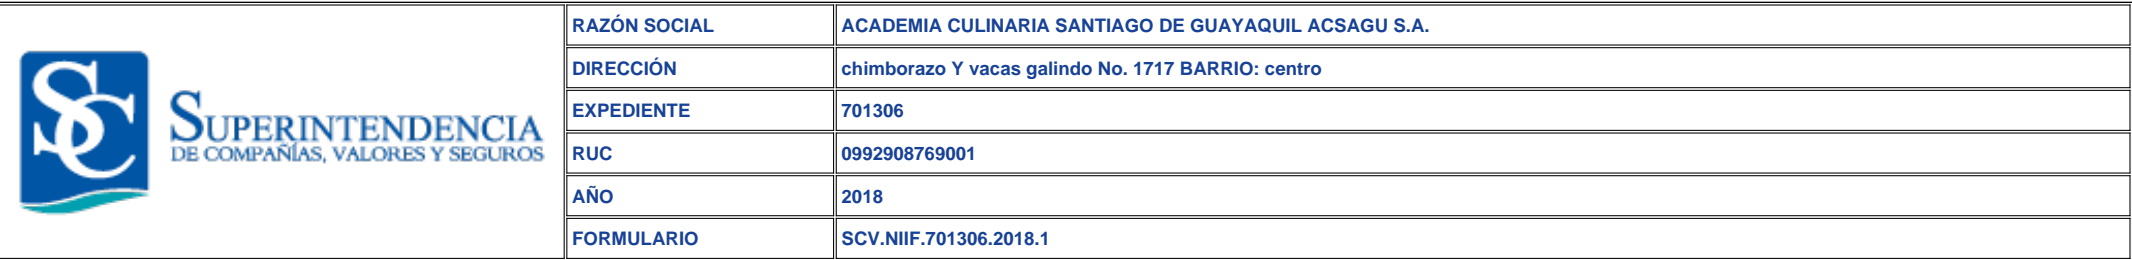 SC
SUPERINTENDENCIA
DE COMPAÑÍAS, VALORES Y SEGUROS
RAZÓN SOCIAL ACADEMIA CULINARIA SANTIAGO DE GUAYAQUIL ACSAGU S.A.
DIRECCIÓN chimborazo Y vacas galindo No. 1717 BARRIO: centro
EXPEDIENTE 701306
RUC 0992908769001
AÑO 2018
FORMULARIO SCV.NIIF.701306.2018.1